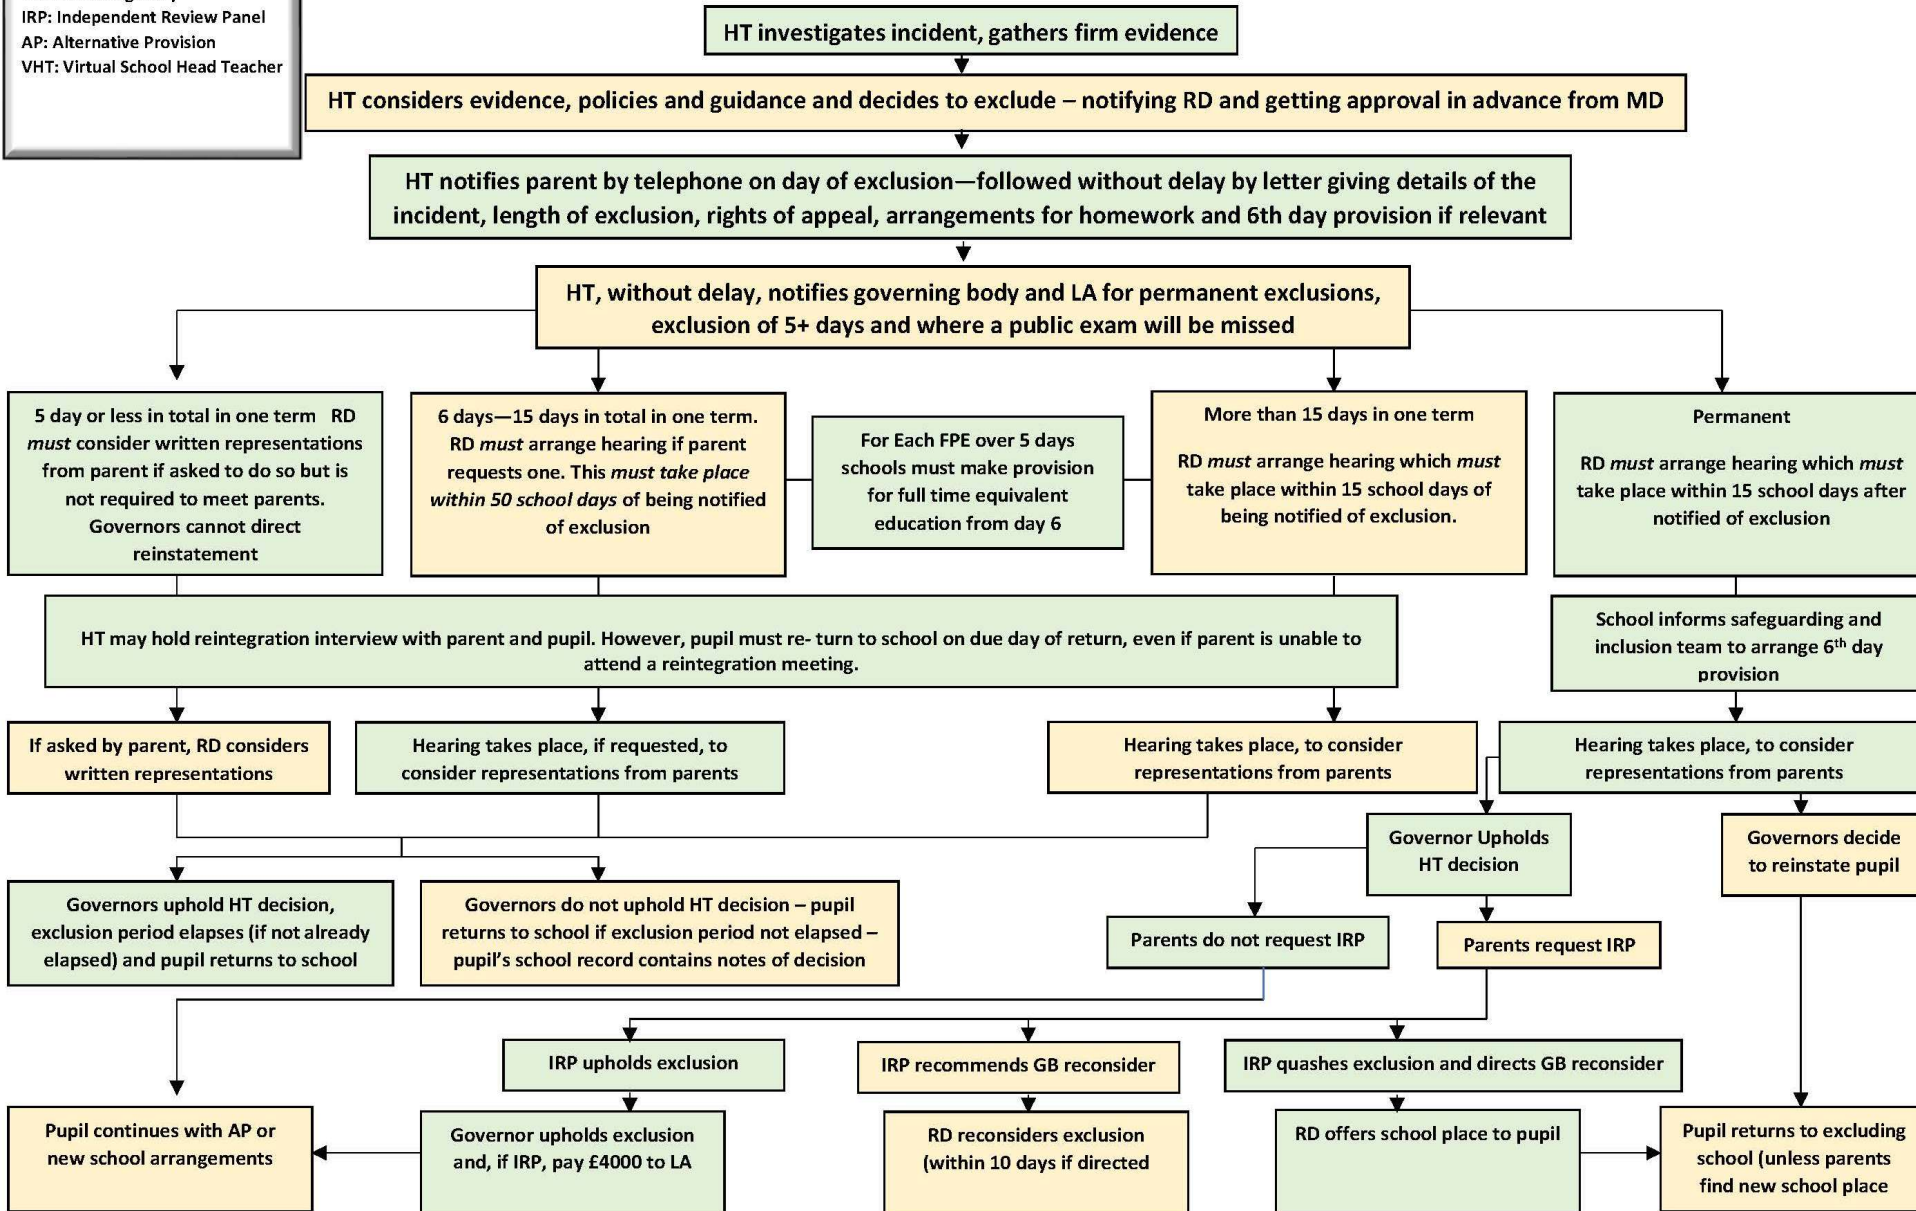 IRP: Independent Review Panel
AP: Alternative Provision
VHT: Virtual School Head Teacher
HT investigates incident, gathers firm evidence
HT considers evidence, policies and guidance and decides to exclude – notifying RD and getting approval in advance from MD
HT notifies parent by telephone on day of exclusion—followed without delay by letter giving details of the
incident, length of exclusion, rights of appeal, arrangements for homework and 6th day provision if relevant
HT, without delay, notifies governing body and LA for permanent exclusions,
exclusion of 5+ days and where a public exam will be missed
5 day or less in total in one term RD
must consider written representations
from parent if asked to do so but is
not required to meet parents.
Governors cannot direct
reinstatement
6 days—15 days in total in one term.
RD must arrange hearing if parent
requests one. This must take place
within 50 school days of being notified
of exclusion
For Each FPE over 5 days
schools must make provision
for full time equivalent
education from day 6
More than 15 days in one term
RD must arrange hearing which must
take place within 15 school days of
being notified of exclusion.
Permanent
RD must arrange hearing which must
take place within 15 school days after
notified of exclusion
HT may hold reintegration interview with parent and pupil. However, pupil must re- turn to school on due day of return, even if parent is unable to
attend a reintegration meeting.
School informs safeguarding and
inclusion team to arrange 6th day
provision
If asked by parent, RD considers
written representations
Hearing takes place, if requested, to
consider representations from parents
Hearing takes place, to consider
representations from parents
Hearing takes place, to consider
representations from parents
Governor Upholds
HT decision
Governors decide
to reinstate pupil
Governors uphold HT decision,
exclusion period elapses (if not already
elapsed) and pupil returns to school
Governors do not uphold HT decision – pupil
returns to school if exclusion period not elapsed –
pupil's school record contains notes of decision
Parents do not request IRP
Parents request IRP
IRP upholds exclusion
IRP recommends GB reconsider
IRP quashes exclusion and directs GB reconsider
Pupil continues with AP or
new school arrangements
Governor upholds exclusion
and, if IRP, pay £4000 to LA
RD reconsiders exclusion
(within 10 days if directed
RD offers school place to pupil
Pupil returns to excluding
school (unless parents
find new school place